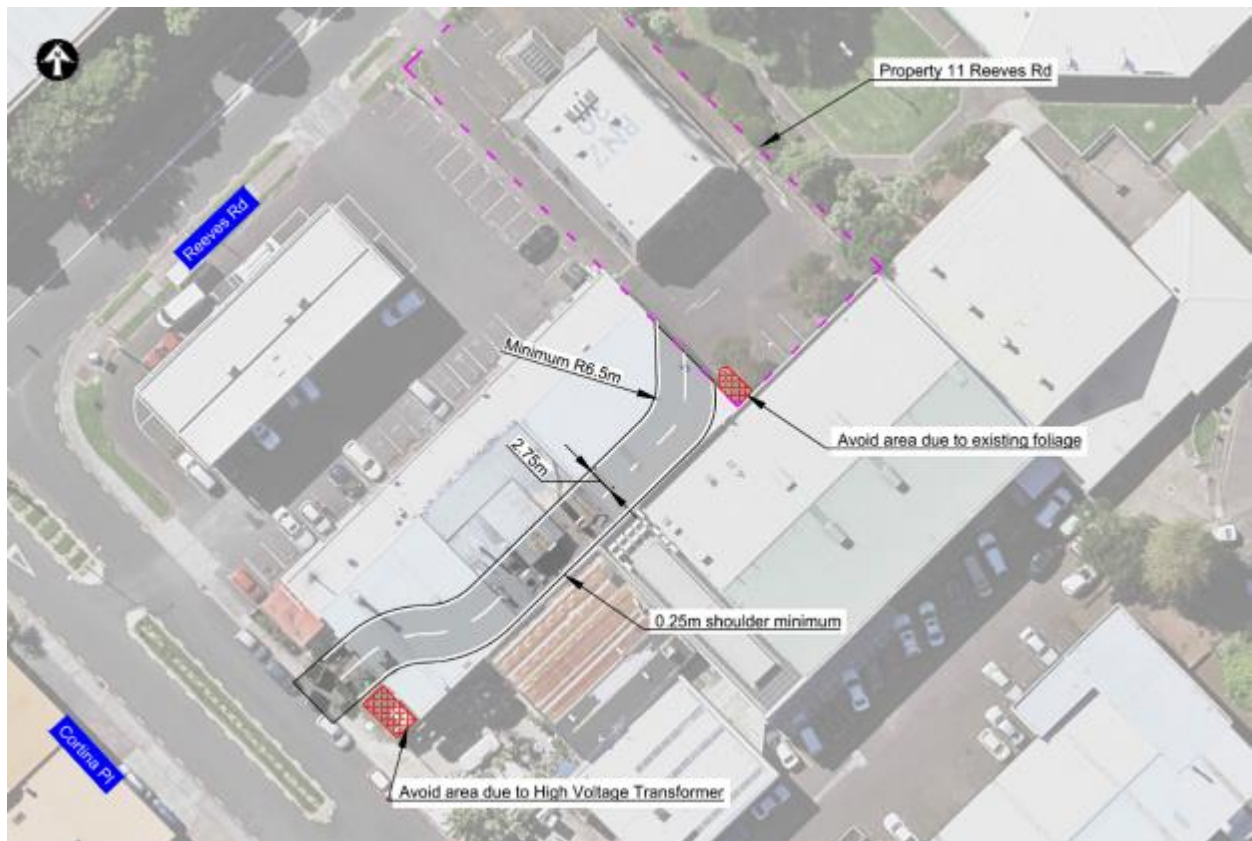 Property 11 Reeves Rd
BNZ
Reeves Rd
Minimum R6.5m
Avoid area due to existing foliage
2.75m
0.25m shoulder minimum
Cortina Pl
Avoid area due to High Voltage Transformer